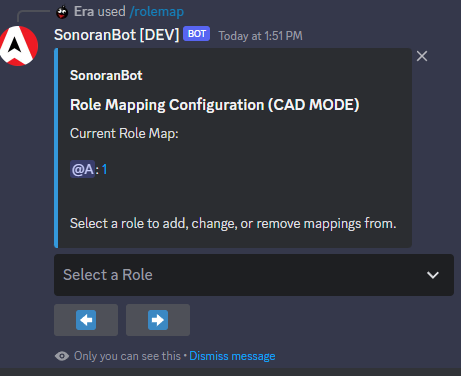 Era used /rolemap
SonoranBot [DEV] BOT Today at 1:51 PM
SonoranBot
Role Mapping Configuration (CAD MODE)
Current Role Map:
@A: 1
Select a role to add, change, or remove mappings from.
Select a Role
Only you can see this • Dismiss message